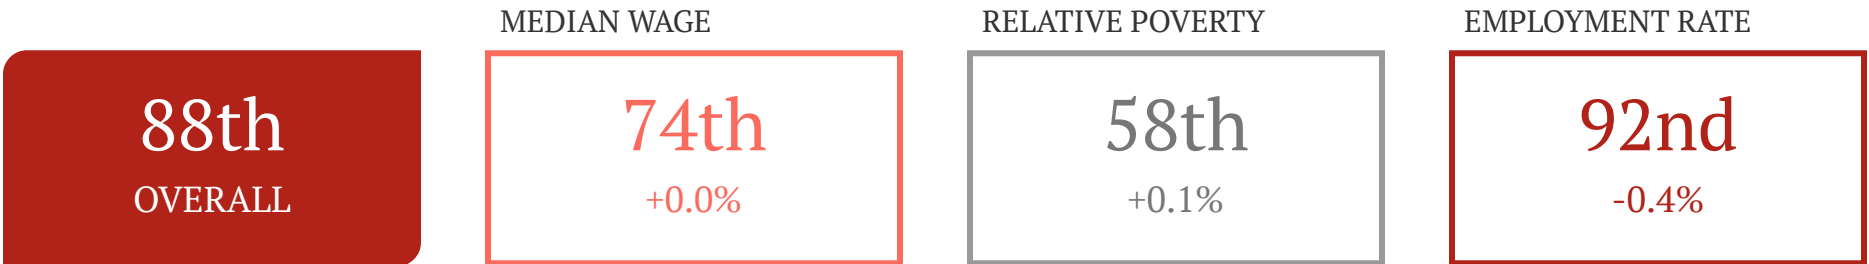 88th
OVERALL
MEDIAN WAGE
74th
+0.0%
RELATIVE POVERTY
58th
+0.1%
EMPLOYMENT RATE
92nd
-0.4%